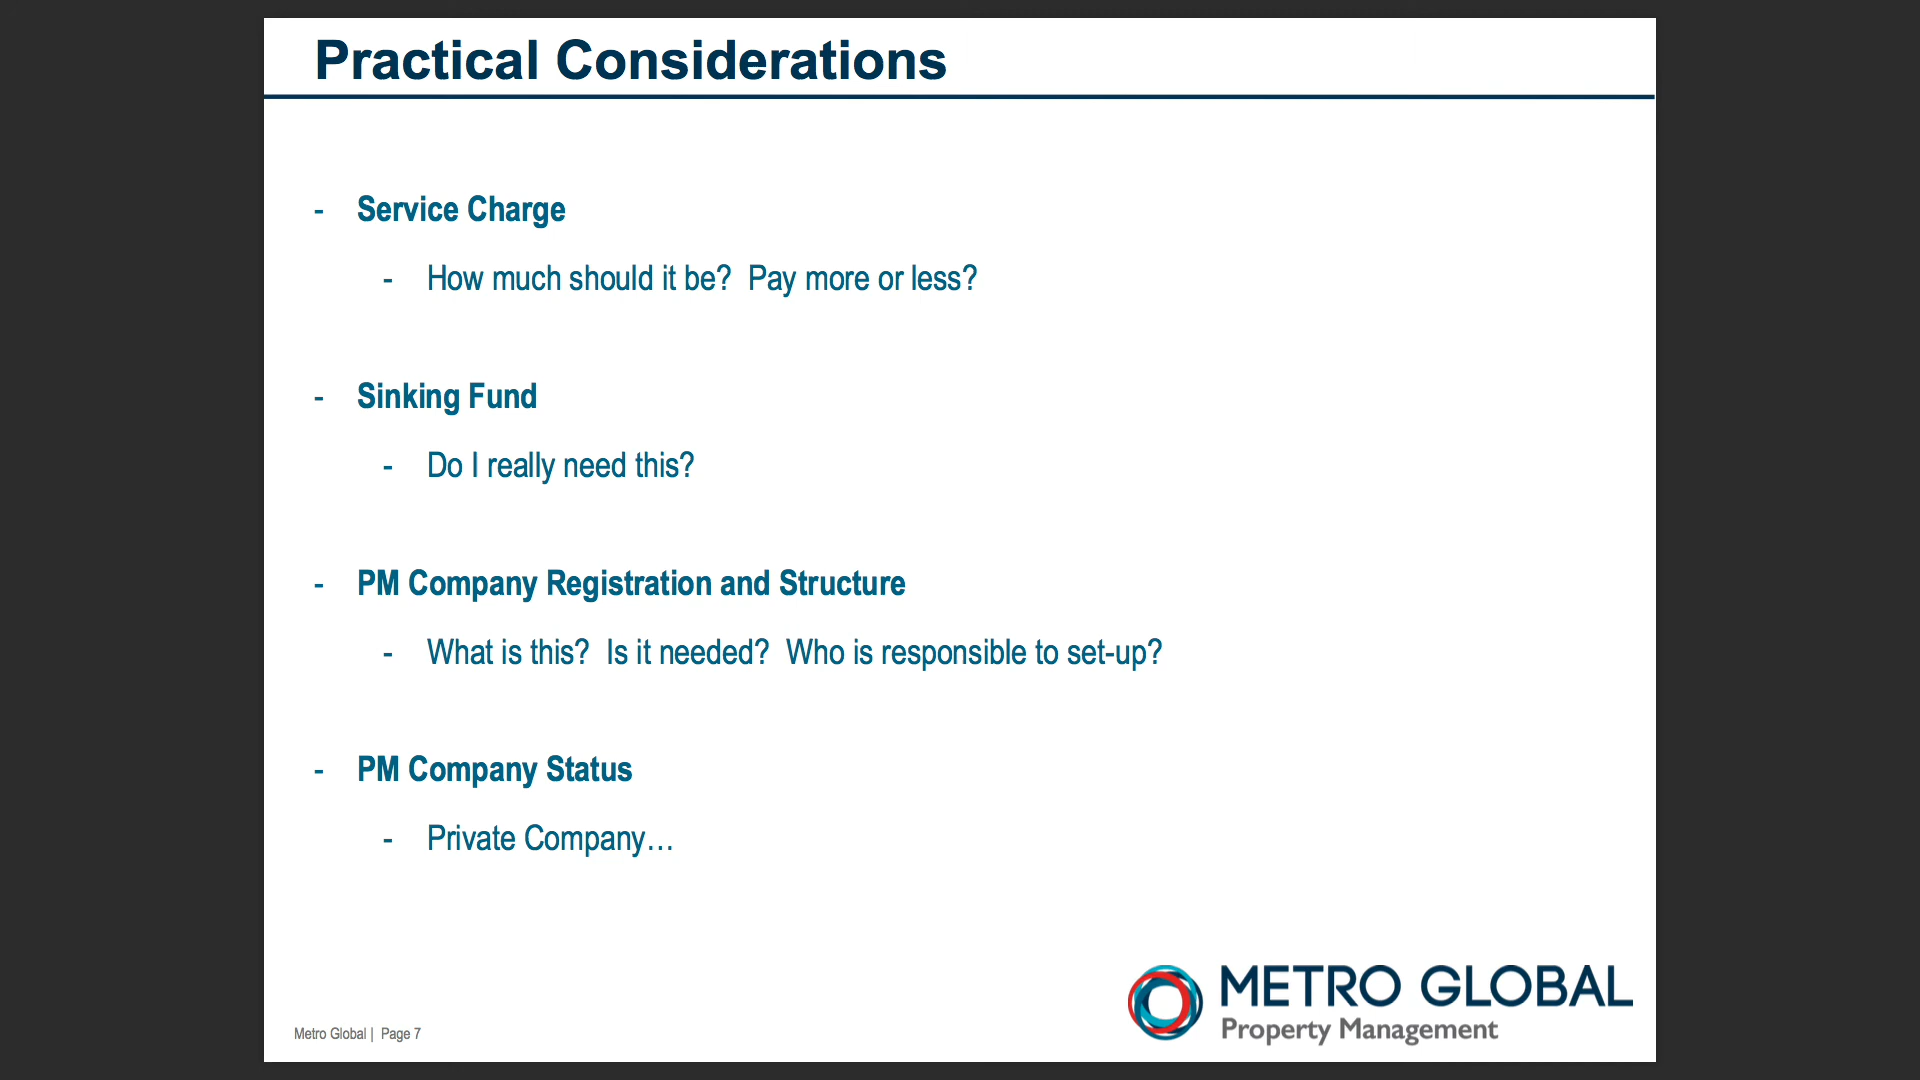 Practical Considerations
- Service Charge
- How much should it be?  Pay more or less?
- Sinking Fund
- Do I really need this?
- PM Company Registration and Structure
- What is this?  Is it needed?  Who is responsible to set-up?
- PM Company Status
- Private Company…
METRO GLOBAL
Property Management
Metro Global |  Page 7